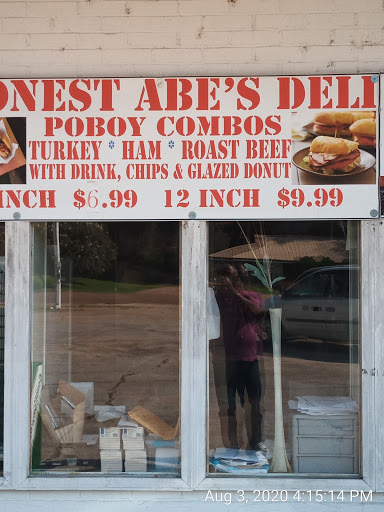 ONEST ABE'S DELI
POBOY COMBOS
TURKEY * HAM * ROAST BEEF
WITH DRINK, CHIPS & GLAZED DONUT
INCH $6.99 12 INCH $9.99
Aug 3, 2020 4:15:14 PM